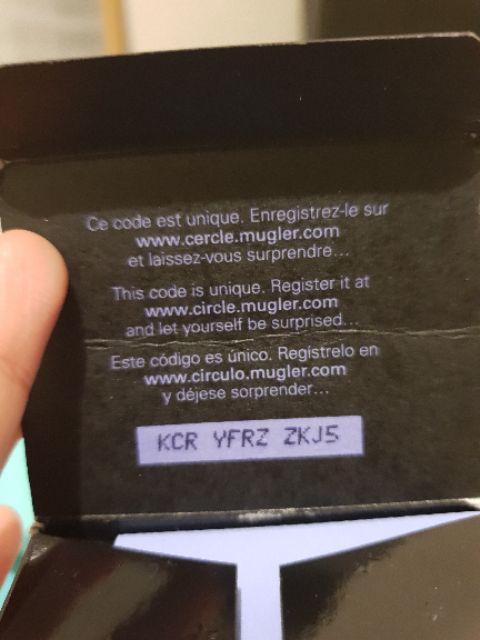 Ce code est unique. Enregistrez-le sur
www.cercle.mugler.com
et laissez-vous surprendre...
This code is unique. Register it at
www.circle.mugler.com
and let yourself be surprised...
Este código es único. Regístrelo en
www.circulo.mugler.com
y déjese sorprender...
KCR YFRZ ZKJ5